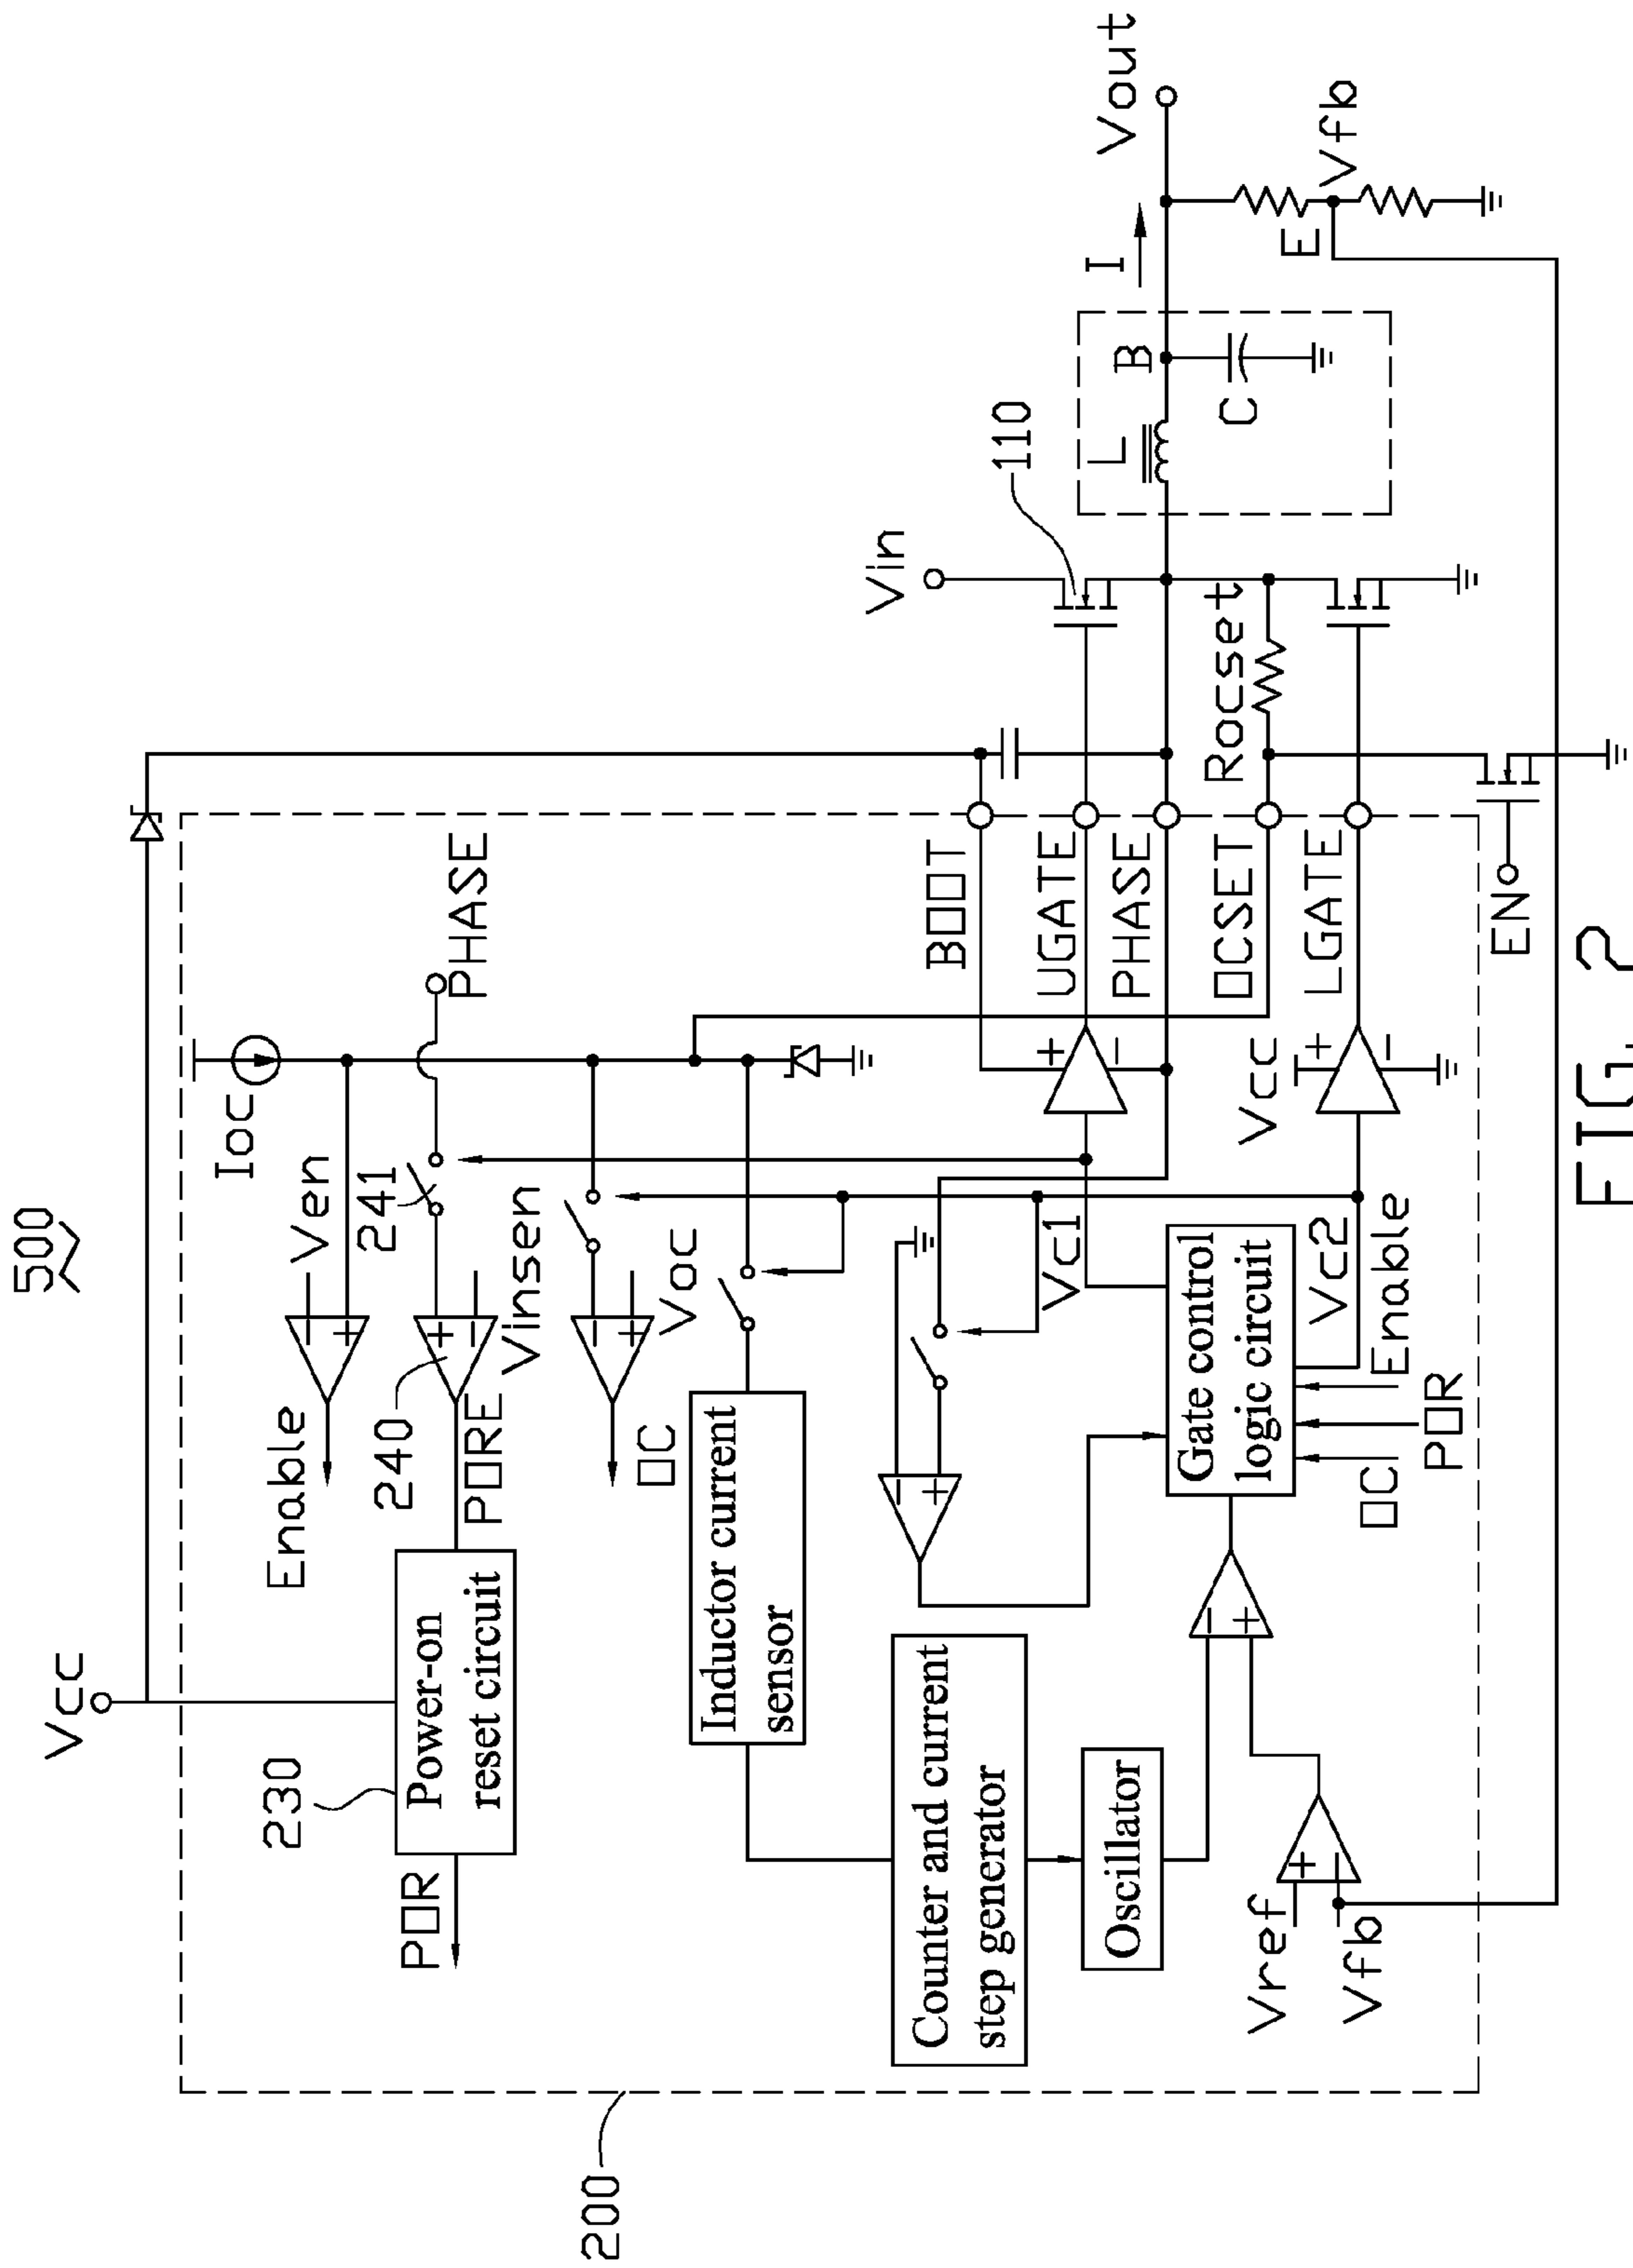 500
Vcc
Ioc
230
Enable
Ven
241
240
POR
Power-on
reset circuit
PORE
PHASE
Vinsen
200
OC
Voc
Inductor current
sensor
Vin
Counter and current
step generator
BOOT
110
UGATE
Vc1
L
I
Vout
Oscillator
PHASE
B
Gate control
logic circuit
Rocset
OCSET
C
Vcc
Vref
E
LGATE
Vc2
Vfb
Vfb
OC
Enable
POR
EN
FIG. 2